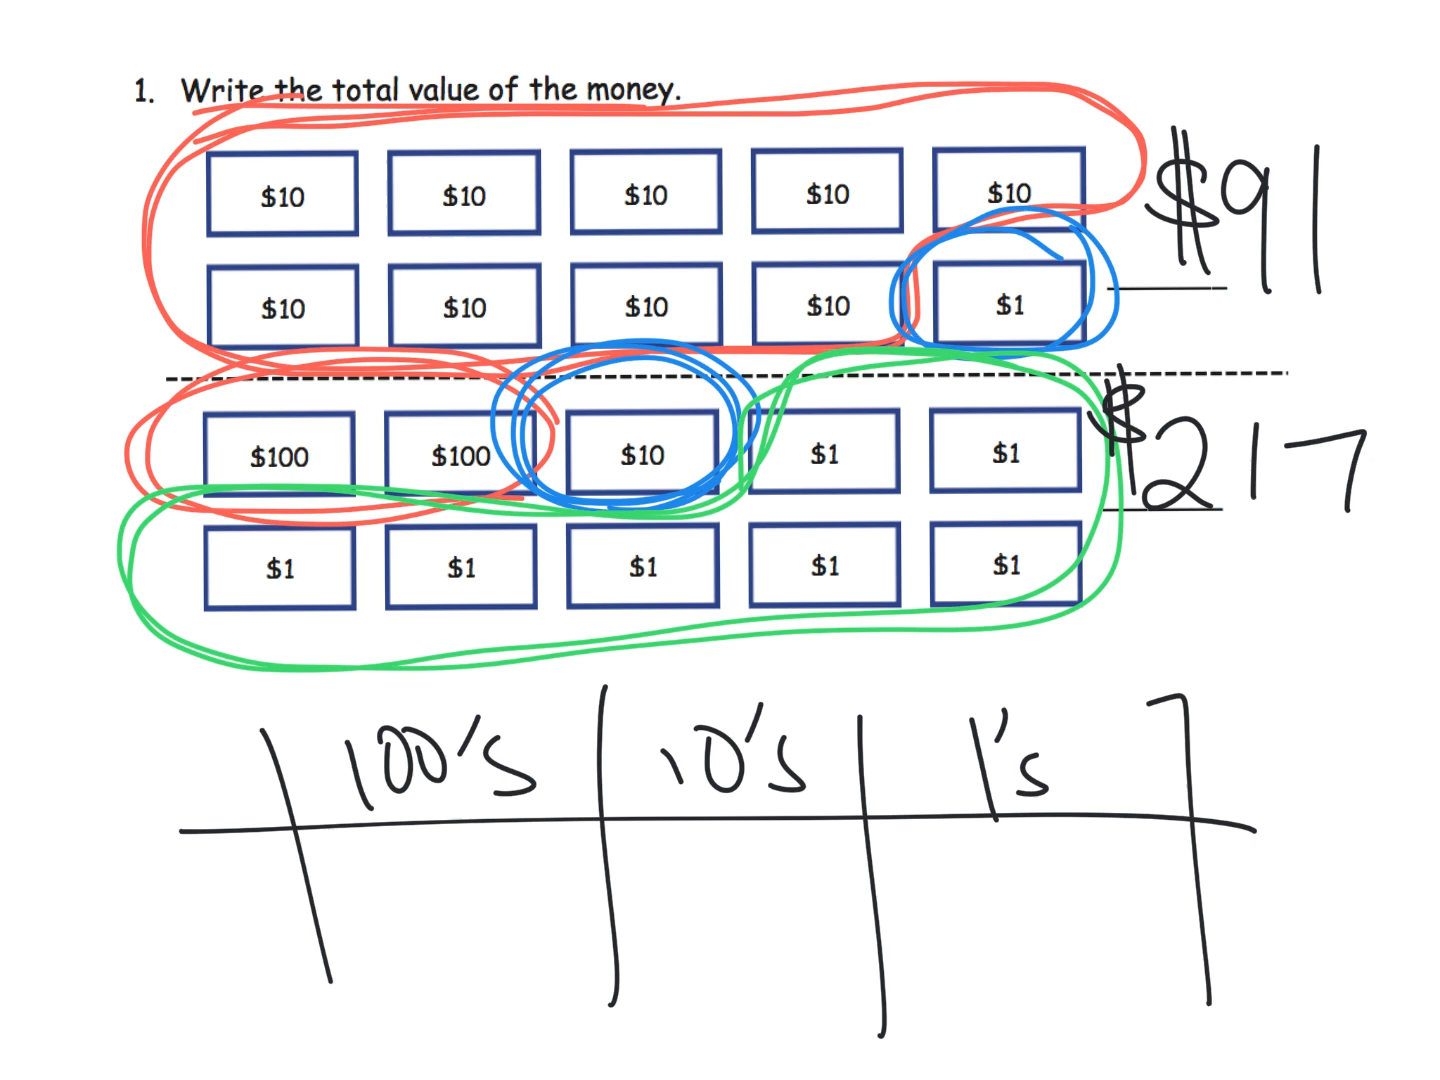 1. Write the total value of the money.
$10 $10 $10 $10 $10 $91
$10 $10 $10 $10 $1
$100 $100 $10 $1 $1 $217
$1 $1 $1 $1 $1
100's 10's 1's